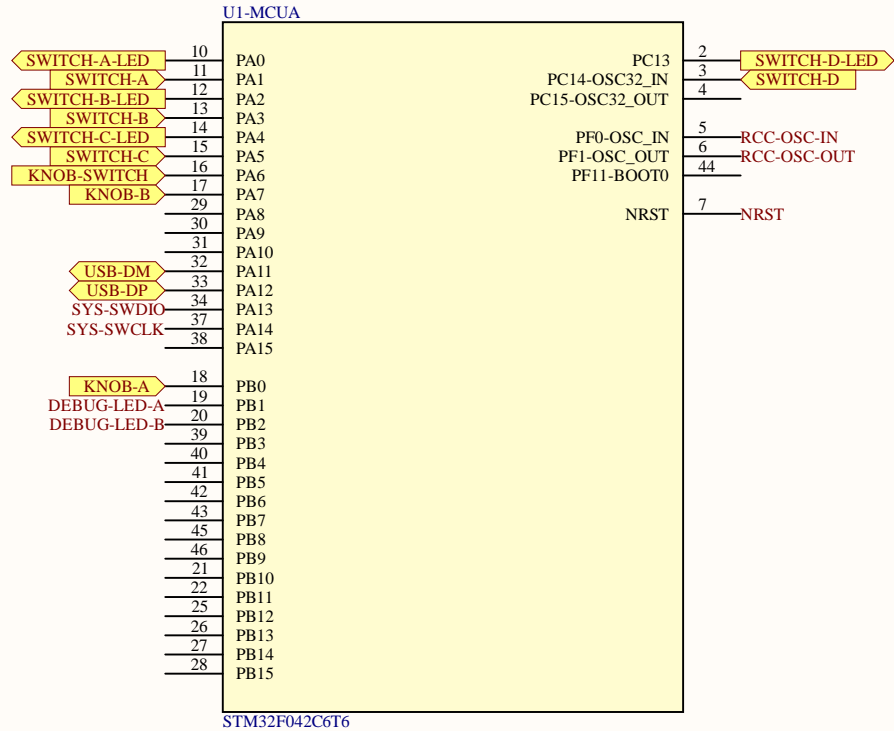 U1-MCUA
SWITCH-A-LED 10 PA0
SWITCH-A 11 PA1
SWITCH-B-LED 12 PA2
SWITCH-B 13 PA3
SWITCH-C-LED 14 PA4
SWITCH-C 15 PA5
KNOB-SWITCH 16 PA6
KNOB-B 17 PA7
29 PA8
30 PA9
31 PA10
USB-DM 32 PA11
USB-DP 33 PA12
SYS-SWDIO 34 PA13
SYS-SWCLK 37 PA14
38 PA15
KNOB-A 18 PB0
DEBUG-LED-A 19 PB1
DEBUG-LED-B 20 PB2
39 PB3
40 PB4
41 PB5
42 PB6
43 PB7
45 PB8
46 PB9
21 PB10
22 PB11
25 PB12
26 PB13
27 PB14
28 PB15
PC13 2 SWITCH-D-LED
PC14-OSC32_IN 3 SWITCH-D
PC15-OSC32_OUT 4
PF0-OSC_IN 5 RCC-OSC-IN
PF1-OSC_OUT 6 RCC-OSC-OUT
PF11-BOOT0 44
NRST 7 NRST
STM32F042C6T6